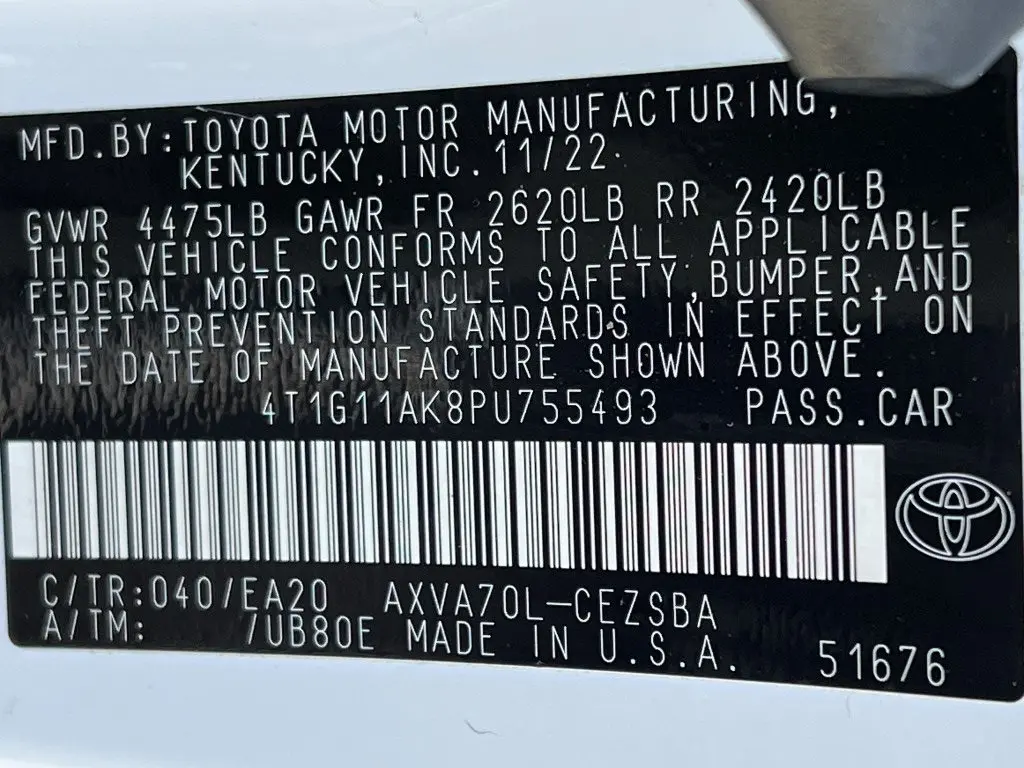 MFD.BY:TOYOTA MOTOR MANUFACTURING,
KENTUCKY,INC.11/22
GVWR 4475LB GAWR FR 2620LB RR 2420LB
THIS VEHICLE CONFORMS TO ALL APPLICABLE
FEDERAL MOTOR VEHICLE SAFETY,BUMPER,AND
THEFT PREVENTION STANDARDS IN EFFECT ON
THE DATE OF MANUFACTURE SHOWN ABOVE.
4T1G11AK8PU755493 PASS.CAR
C/TR:040/EA20 AXVA70L-CEZSBA
A/TM: /UB80E MADE IN U.S.A. 51676